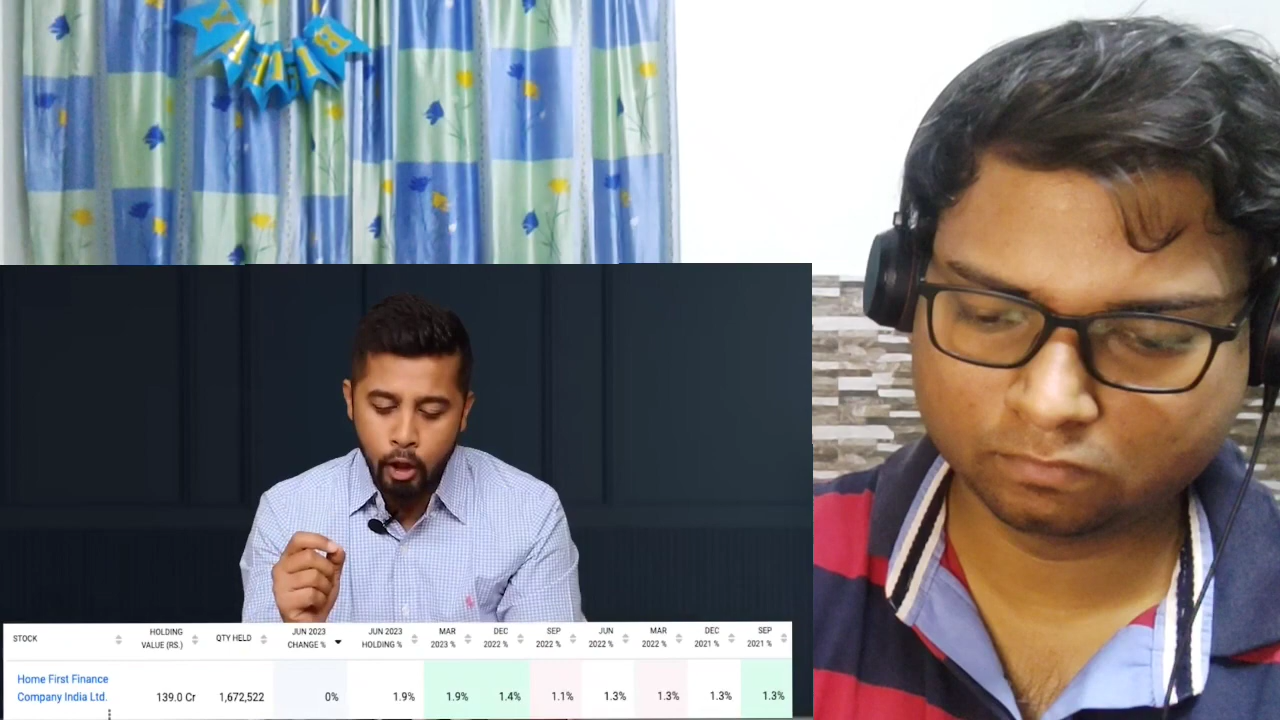 STOCK HOLDING VALUE (RS.) QTY HELD JUN 2023 CHANGE % JUN 2023 HOLDING % MAR 2023 % DEC 2022 % SEP 2022 % JUN 2022 % MAR 2022 % DEC 2021 % SEP 2021 %
Home First Finance
Company India Ltd. 139.0 Cr 1,672,522 0% 1.9% 1.9% 1.4% 1.1% 1.3% 1.3% 1.3% 1.3%